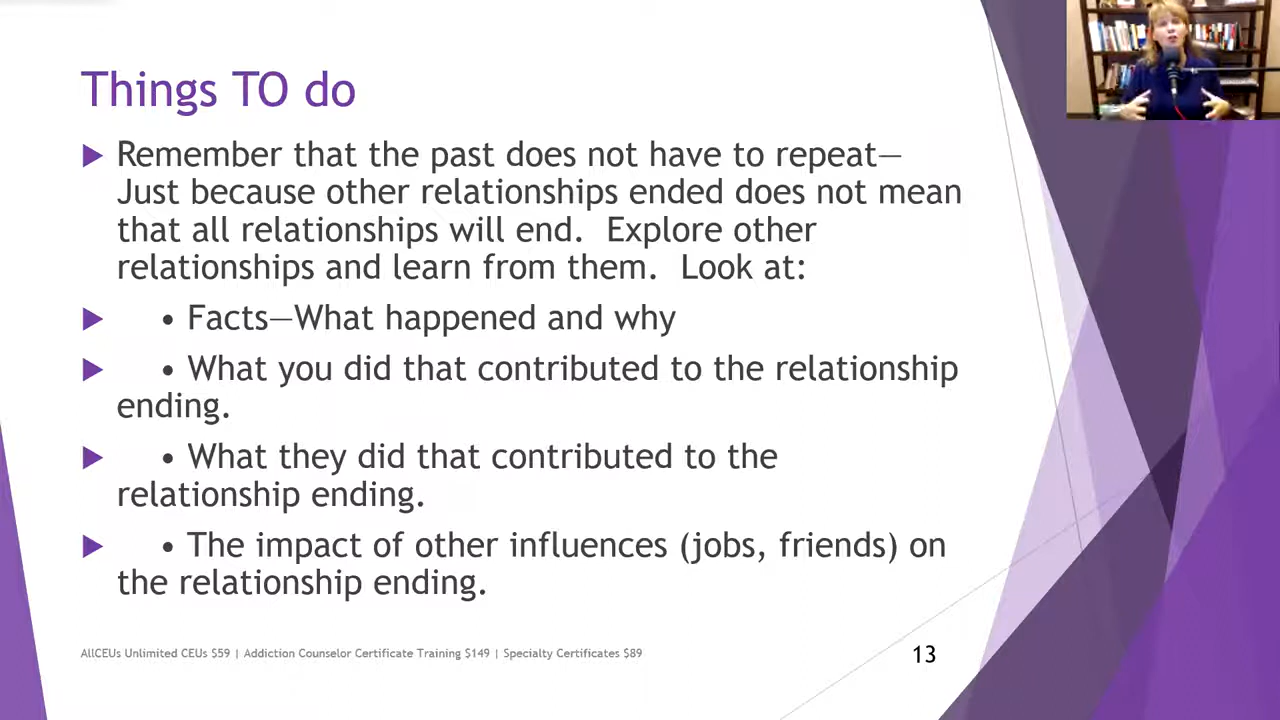 Things TO do
Remember that the past does not have to repeat—
Just because other relationships ended does not mean
that all relationships will end.  Explore other
relationships and learn from them.  Look at:
• Facts—What happened and why
• What you did that contributed to the relationship
ending.
• What they did that contributed to the
relationship ending.
• The impact of other influences (jobs, friends) on
the relationship ending.
AllCEUs Unlimited CEUs $59 | Addiction Counselor Certificate Training $149 | Specialty Certificates $89
13